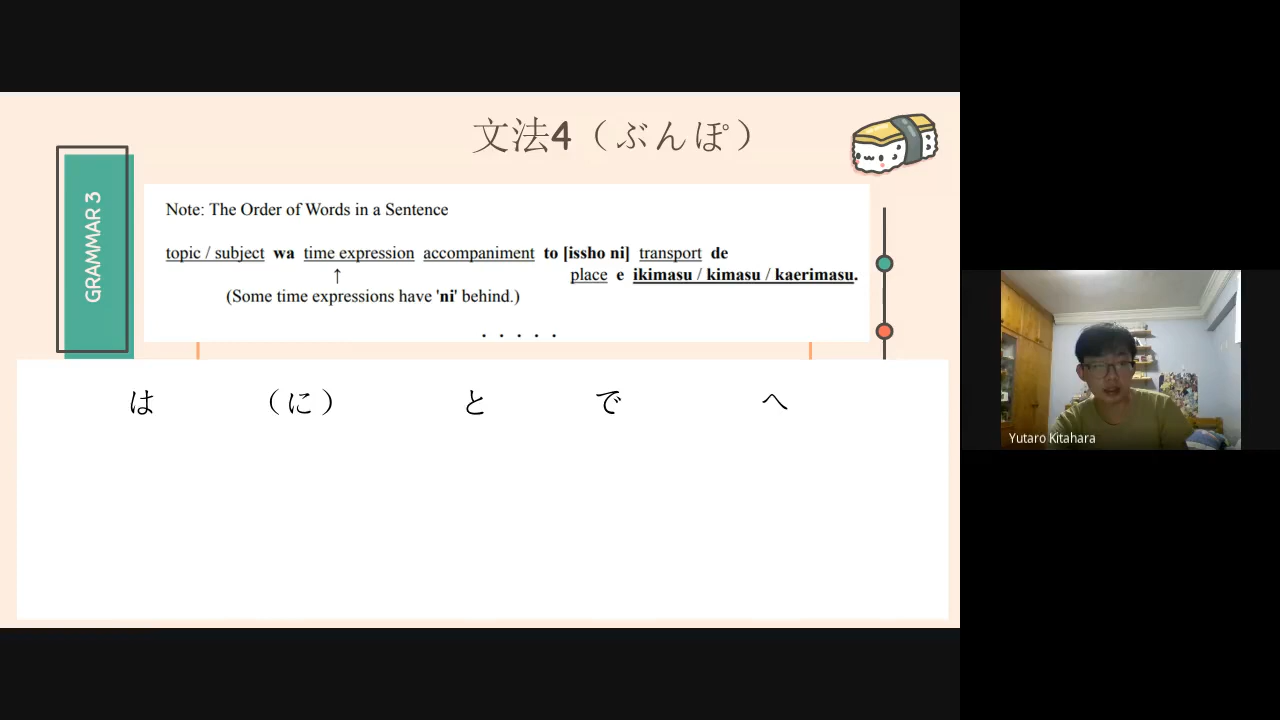 文法4（ぶんぽ）
GRAMMAR 3
Note: The Order of Words in a Sentence
topic / subject wa time expression accompaniment to [issho ni] transport de
↑ place e ikimasu / kimasu / kaerimasu.
(Some time expressions have 'ni' behind.)
. . . . .
は （に） と で へ
Yutaro Kitahara